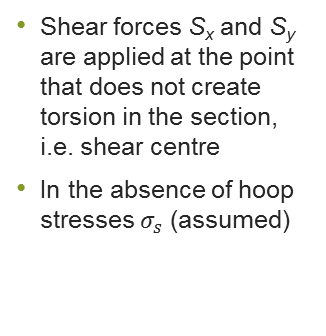 • Shear forces Sₓ and Sᵧ
are applied at the point
that does not create
torsion in the section,
i.e. shear centre
• In the absence of hoop
stresses σₛ (assumed)